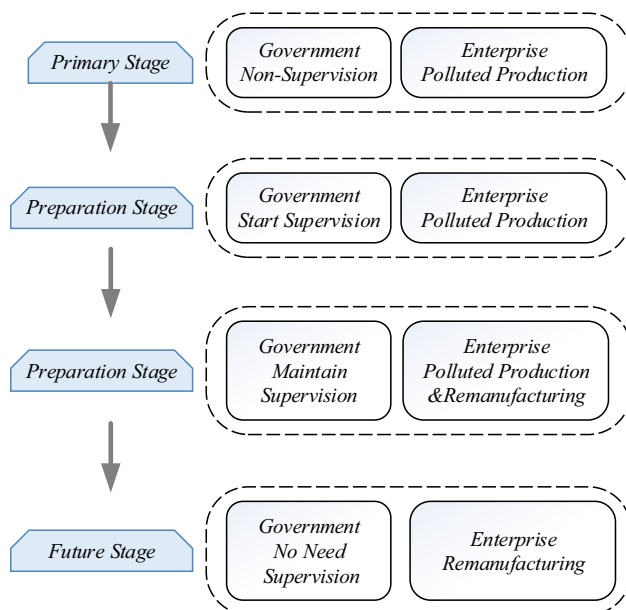 Primary Stage
Government
Non-Supervision
Enterprise
Polluted Production
Preparation Stage
Government
Start Supervision
Enterprise
Polluted Production
Preparation Stage
Government
Maintain
Supervision
Enterprise
Polluted Production
&Remanufacturing
Future Stage
Government
No Need
Supervision
Enterprise
Remanufacturing